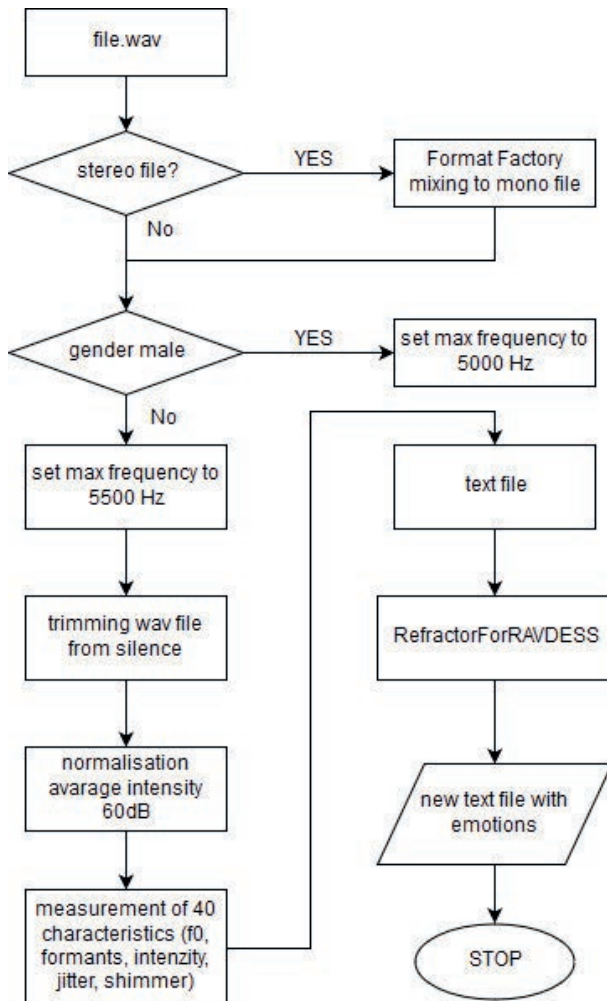 file.wav
stereo file?
YES
Format Factory
mixing to mono file
No
gender male
YES
set max frequency to
5000 Hz
No
set max frequency to
5500 Hz
text file
trimming wav file
from silence
RefractorForRAVDESS
normalisation
avarage intensity
60dB
new text file with
emotions
measurement of 40
characteristics (f0,
formants, intenzity,
jitter, shimmer)
STOP